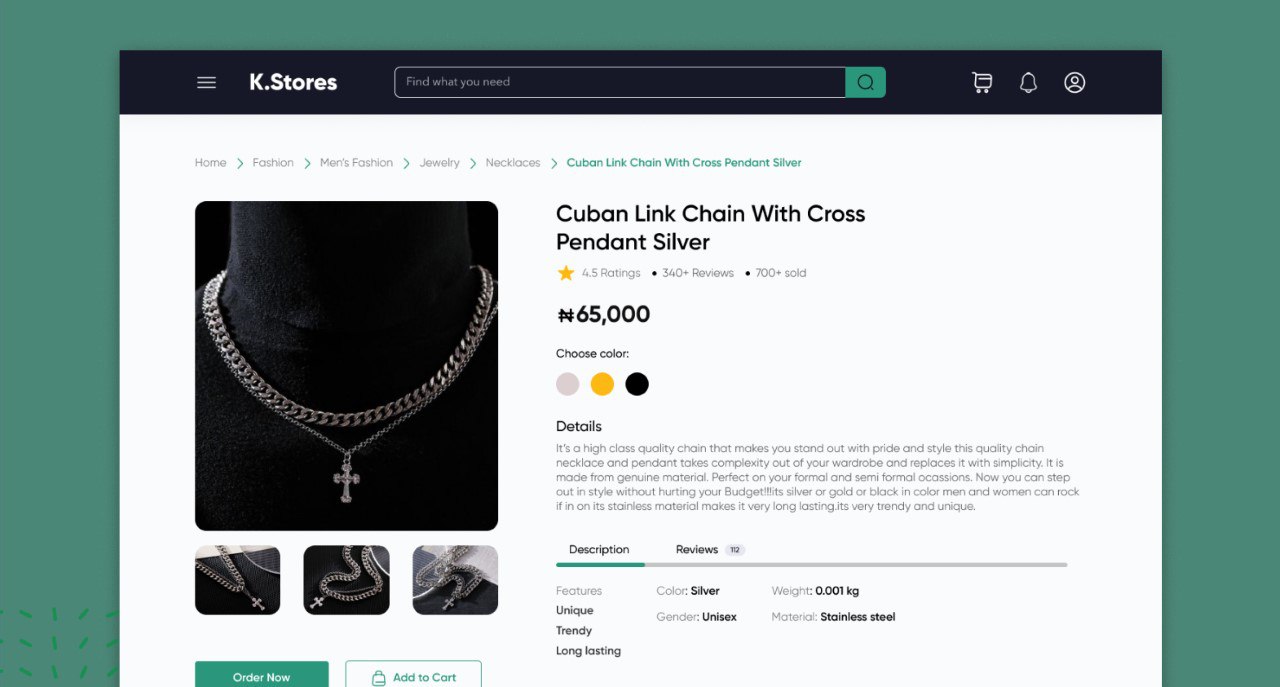 K.Stores
Find what you need
Home > Fashion > Men's Fashion > Jewelry > Necklaces > Cuban Link Chain With Cross Pendant Silver
Cuban Link Chain With Cross
Pendant Silver
4.5 Ratings • 340+ Reviews • 700+ sold
₦65,000
Choose color:
Details
It's a high class quality chain that makes you stand out with pride and style this quality chain
necklace and pendant takes complexity out of your wardrobe and replaces it with simplicity. It is
made from genuine material. Perfect on your formal and semi formal ocassions. Now you can step
out in style without hurting your Budget!!!its silver or gold or black in color men and women can rock
if in on its stainless material makes it very long lasting.its very trendy and unique.
Description Reviews 112
Features
Unique
Trendy
Long lasting
Color: Silver
Gender: Unisex
Weight: 0.001 kg
Material: Stainless steel
Order Now
Add to Cart